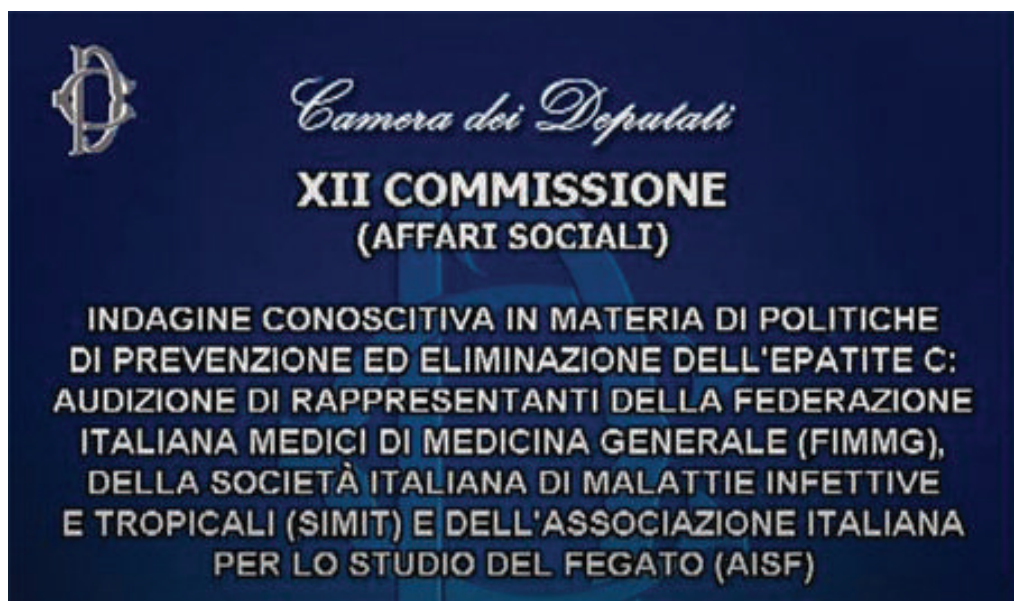 Camera dei Deputati
XII COMMISSIONE
(AFFARI SOCIALI)
INDAGINE CONOSCITIVA IN MATERIA DI POLITICHE
DI PREVENZIONE ED ELIMINAZIONE DELL'EPATITE C:
AUDIZIONE DI RAPPRESENTANTI DELLA FEDERAZIONE
ITALIANA MEDICI DI MEDICINA GENERALE (FIMMG),
DELLA SOCIETÀ ITALIANA DI MALATTIE INFETTIVE
E TROPICALI (SIMIT) E DELL'ASSOCIAZIONE ITALIANA
PER LO STUDIO DEL FEGATO (AISF)